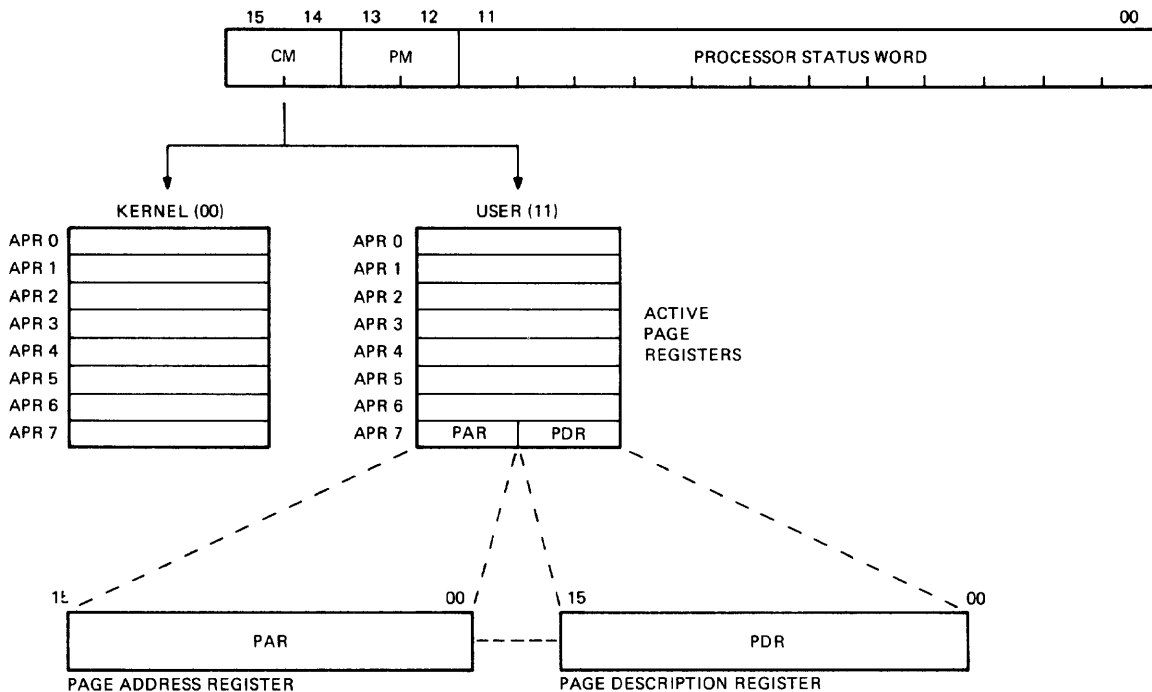 15 14 13 12 11 00
CM PM PROCESSOR STATUS WORD
KERNEL (00) USER (11)
APR 0 APR 0
APR 1 APR 1
APR 2 APR 2
APR 3 APR 3
APR 4 APR 4
APR 5 APR 5
APR 6 APR 6
APR 7 APR 7 PAR PDR
ACTIVE
PAGE
REGISTERS
15 00 15 00
PAR PDR
PAGE ADDRESS REGISTER PAGE DESCRIPTION REGISTER